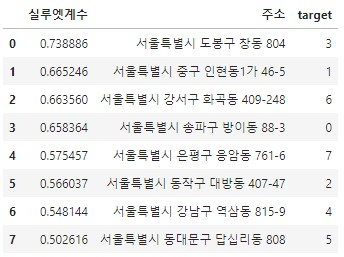 실루엣계수 주소 target
0 0.738886 서울특별시 도봉구 창동 804 3
1 0.665246 서울특별시 중구 인현동1가 46-5 1
2 0.663560 서울특별시 강서구 화곡동 409-248 6
3 0.658364 서울특별시 송파구 방이동 88-3 0
4 0.575457 서울특별시 은평구 응암동 761-6 7
5 0.566037 서울특별시 동작구 대방동 407-47 2
6 0.548144 서울특별시 강남구 역삼동 815-9 4
7 0.502616 서울특별시 동대문구 답십리동 808 5